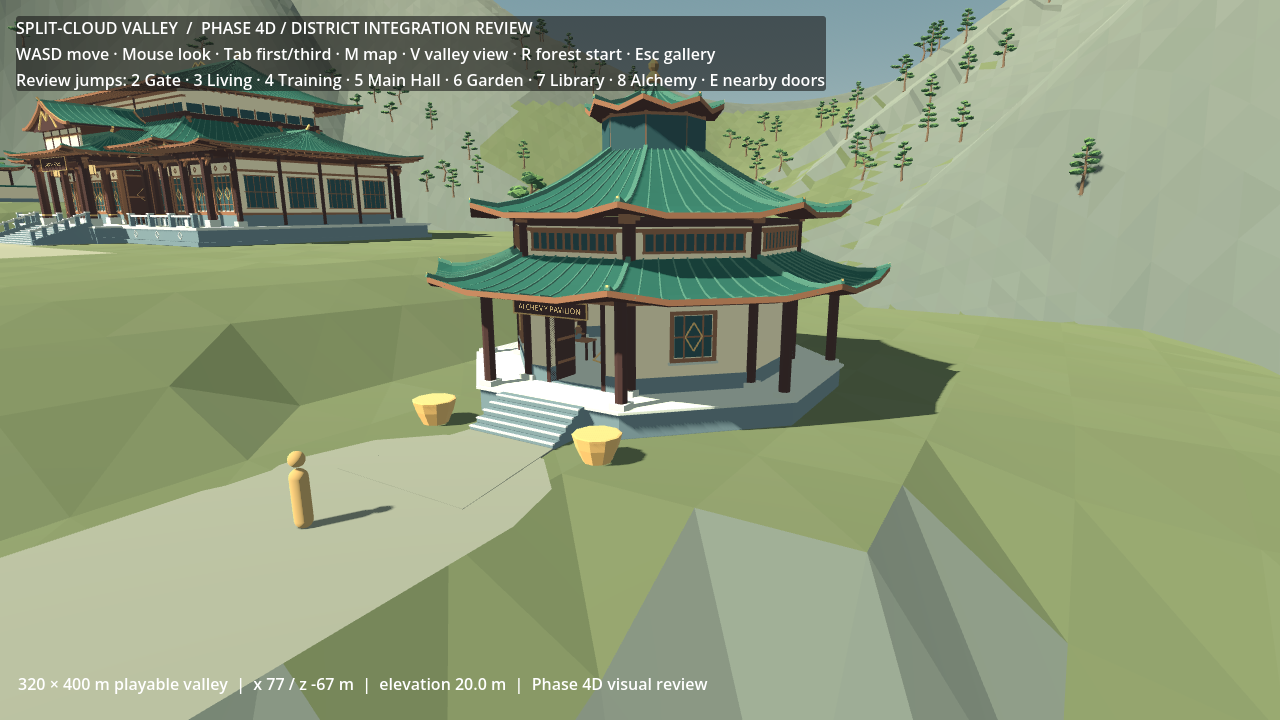 SPLIT-CLOUD VALLEY / PHASE 4D / DISTRICT INTEGRATION REVIEW
WASD move · Mouse look · Tab first/third · M map · V valley view · R forest start · Esc gallery
Review jumps: 2 Gate · 3 Living · 4 Training · 5 Main Hall · 6 Garden · 7 Library · 8 Alchemy · E nearby doors
ALCHEMY PAVILION
320 × 400 m playable valley | x 77 / z -67 m | elevation 20.0 m | Phase 4D visual review